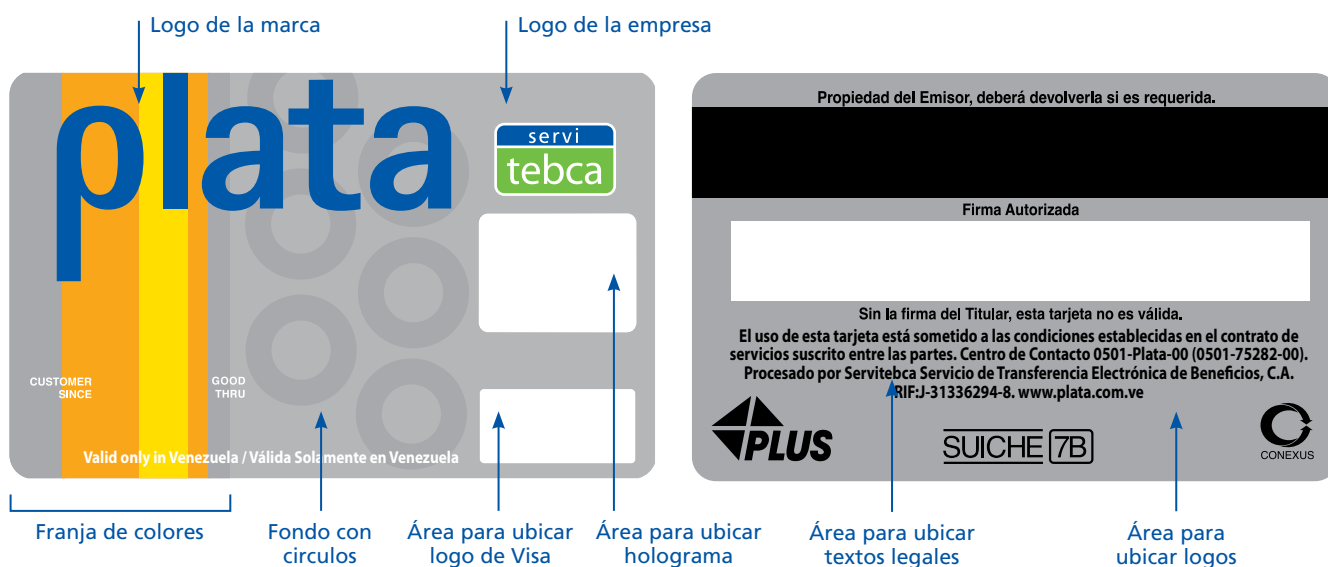 Logo de la marca
Logo de la empresa
plata
servi
tebca
CUSTOMER
SINCE
GOOD
THRU
Valid only in Venezuela / Válida Solamente en Venezuela
Franja de colores
Fondo con
circulos
Área para ubicar
logo de Visa
Área para ubicar
holograma
Propiedad del Emisor, deberá devolverla si es requerida.
Firma Autorizada
Sin la firma del Titular, esta tarjeta no es válida.
El uso de esta tarjeta está sometido a las condiciones establecidas en el contrato de
servicios suscrito entre las partes. Centro de Contacto 0501-Plata-00 (0501-75282-00).
Procesado por Servitebca Servicio de Transferencia Electrónica de Beneficios, C.A.
RIF:J-31336294-8. www.plata.com.ve
PLUS
SUICHE 7B
CONEXUS
Área para ubicar
textos legales
Área para
ubicar logos